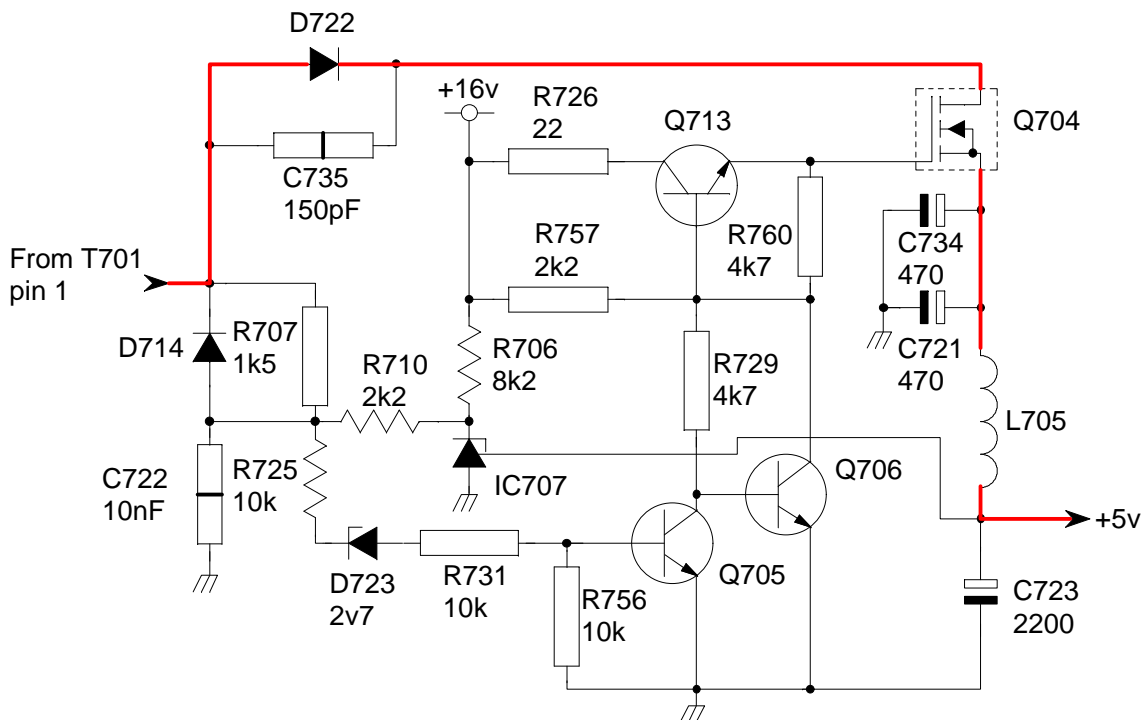 D722
+16v
R726
22
Q713
Q704
C735
150pF
R757
2k2
R760
4k7
C734
470
From T701
pin 1
D714
R707
1k5
R710
2k2
R706
8k2
R729
4k7
C721
470
L705
C722
10nF
R725
10k
IC707
Q706
+5v
D723
2v7
R731
10k
R756
10k
Q705
C723
2200